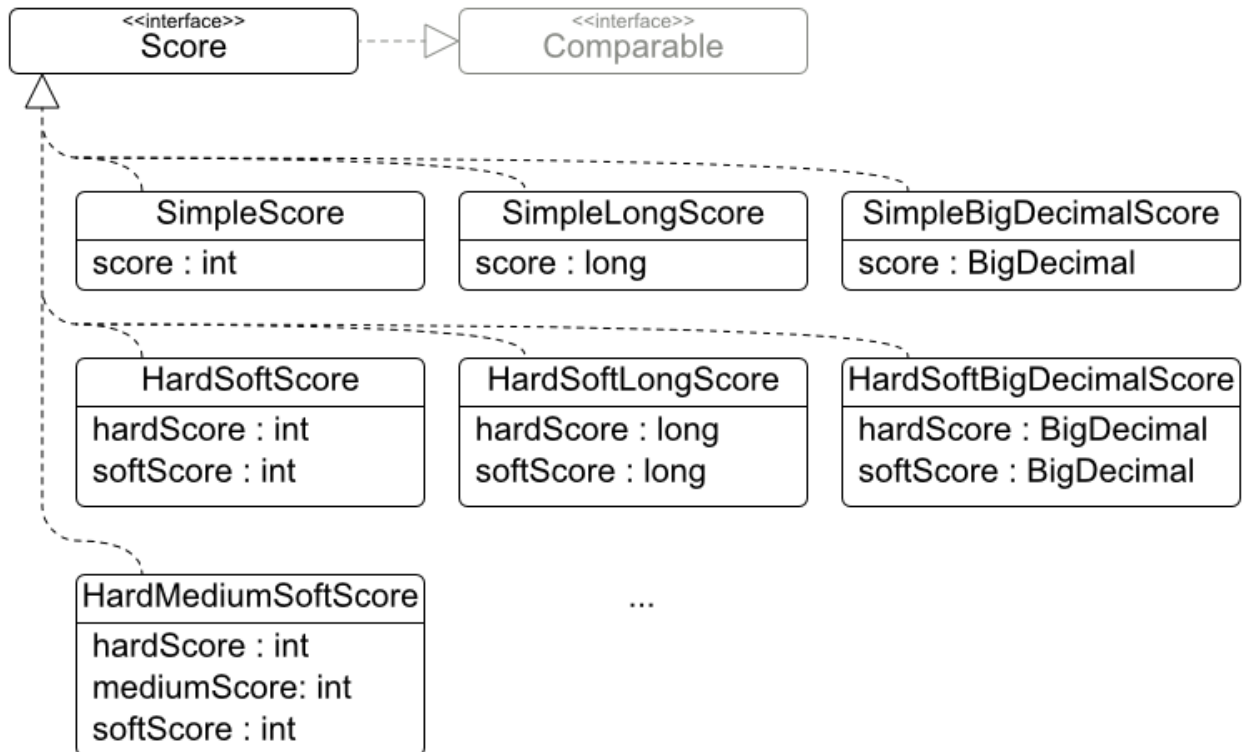 <<interface>>
Score
<<interface>>
Comparable
SimpleScore
score : int
SimpleLongScore
score : long
SimpleBigDecimalScore
score : BigDecimal
HardSoftScore
hardScore : int
softScore : int
HardSoftLongScore
hardScore : long
softScore : long
HardSoftBigDecimalScore
hardScore : BigDecimal
softScore : BigDecimal
HardMediumSoftScore
hardScore : int
mediumScore: int
softScore : int
...